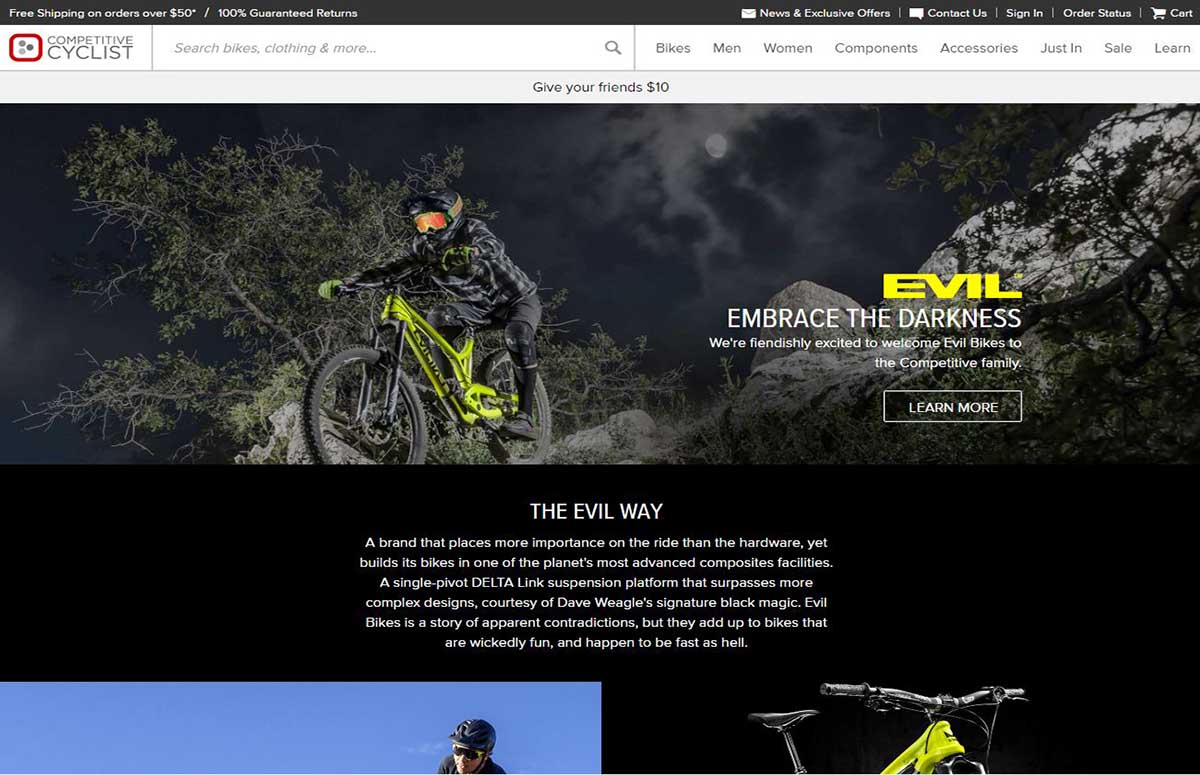 Free Shipping on orders over $50* / 100% Guaranteed Returns
News & Exclusive Offers | Contact Us | Sign In | Order Status | Cart
COMPETITIVE
CYCLIST
Search bikes, clothing & more...
Bikes Men Women Components Accessories Just In Sale Learn
Give your friends $10
EVIL
EMBRACE THE DARKNESS
We're fiendishly excited to welcome Evil Bikes to
the Competitive family.
LEARN MORE
THE EVIL WAY
A brand that places more importance on the ride than the hardware, yet
builds its bikes in one of the planet's most advanced composites facilities.
A single-pivot DELTA Link suspension platform that surpasses more
complex designs, courtesy of Dave Weagle's signature black magic. Evil
Bikes is a story of apparent contradictions, but they add up to bikes that
are wickedly fun, and happen to be fast as hell.